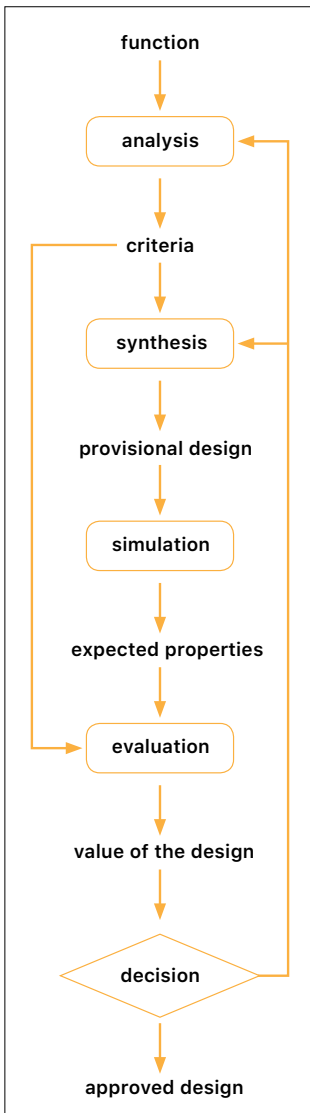 function
analysis
criteria
synthesis
provisional design
simulation
expected properties
evaluation
value of the design
decision
approved design